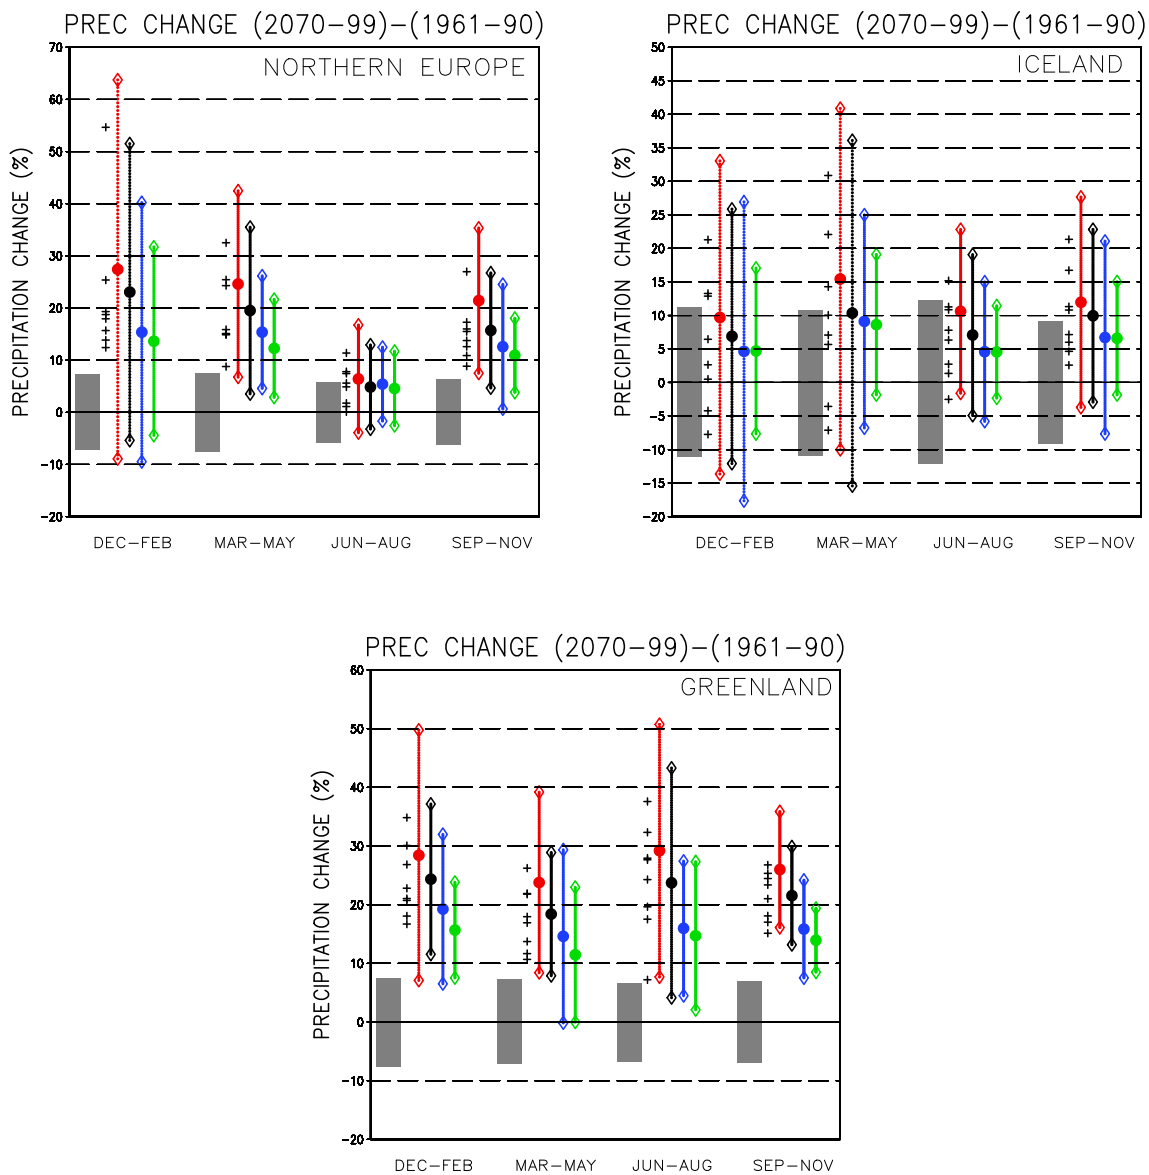 PREC CHANGE (2070-99)-(1961-90)
NORTHERN EUROPE
PRECIPITATION CHANGE (%)
70
60
50
40
30
20
10
0
-10
-20
DEC-FEB MAR-MAY JUN-AUG SEP-NOV
PREC CHANGE (2070-99)-(1961-90)
ICELAND
PRECIPITATION CHANGE (%)
50
45
40
35
30
25
20
15
10
5
0
-5
-10
-15
-20
DEC-FEB MAR-MAY JUN-AUG SEP-NOV
PREC CHANGE (2070-99)-(1961-90)
GREENLAND
PRECIPITATION CHANGE (%)
60
50
40
30
20
10
0
-10
-20
DEC-FEB MAR-MAY JUN-AUG SEP-NOV